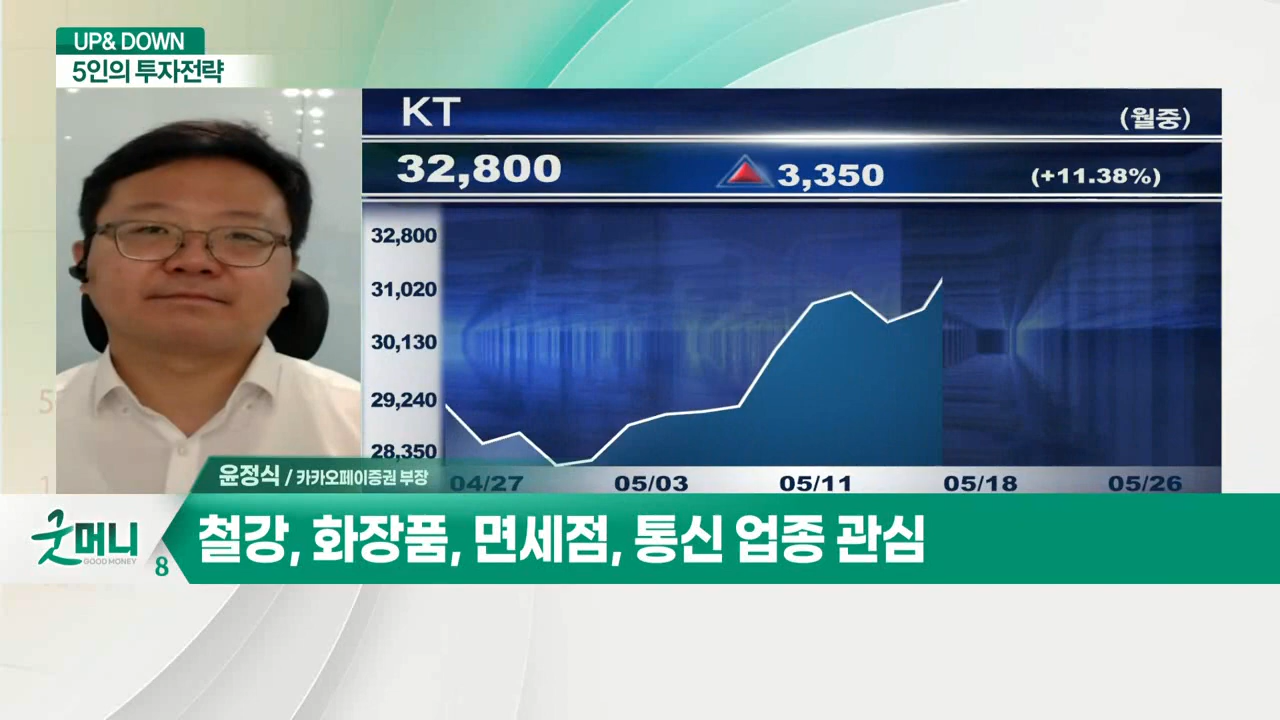 UP& DOWN
5인의 투자전략
KT
(월중)
32,800
3,350
(+11.38%)
32,800
31,020
30,130
29,240
28,350
04/27
05/03
05/11
05/18
05/26
윤정식 / 카카오페이증권 부장
굿머니
GOOD MONEY
8
철강, 화장품, 면세점, 통신 업종 관심
5
1